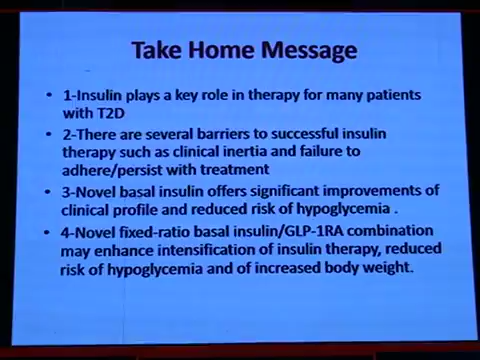 Take Home Message
• 1-Insulin plays a key role in therapy for many patients
with T2D
• 2-There are several barriers to successful insulin
therapy such as clinical inertia and failure to
adhere/persist with treatment
• 3-Novel basal insulin offers significant improvements of
clinical profile and reduced risk of hypoglycemia .
• 4-Novel fixed-ratio basal insulin/GLP-1RA combination
may enhance intensification of insulin therapy, reduced
risk of hypoglycemia and of increased body weight.